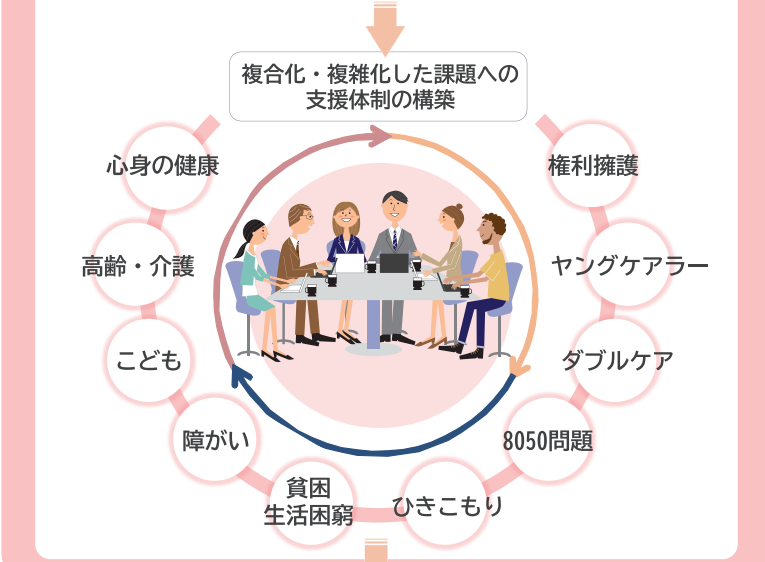 複合化・複雑化した課題への
支援体制の構築
心身の健康
権利擁護
高齢・介護
ヤングケアラー
こども
ダブルケア
障がい
8050問題
貧困
生活困窮
ひきこもり